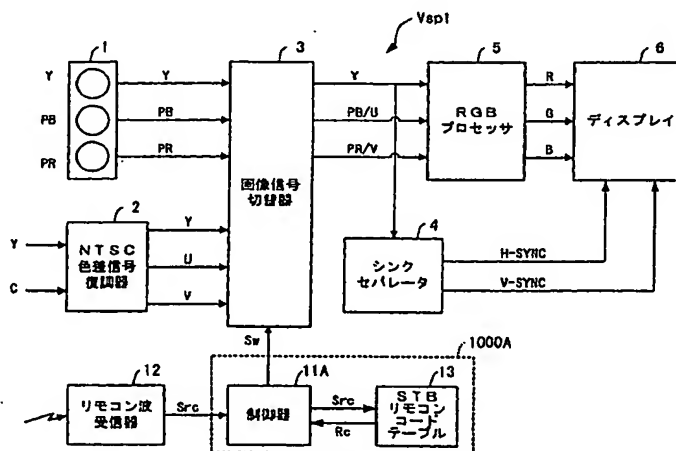 Vsp1
1
3
5
6
Y
Y
Y
R
PB
PB
PB/U
RGB
プロセッサ
G
ディスプレイ
PR
PR
PR/V
B
画像信号
切替器
2
Y
4
Y
NTSC
色差信号
復調器
U
シンク
セパレータ
H-SYNC
C
V
V-SYNC
Sw
1000A
12
11A
13
リモコン波
受信器
Src
制御器
Src
Rc
STB
リモコン
コード
テーブル